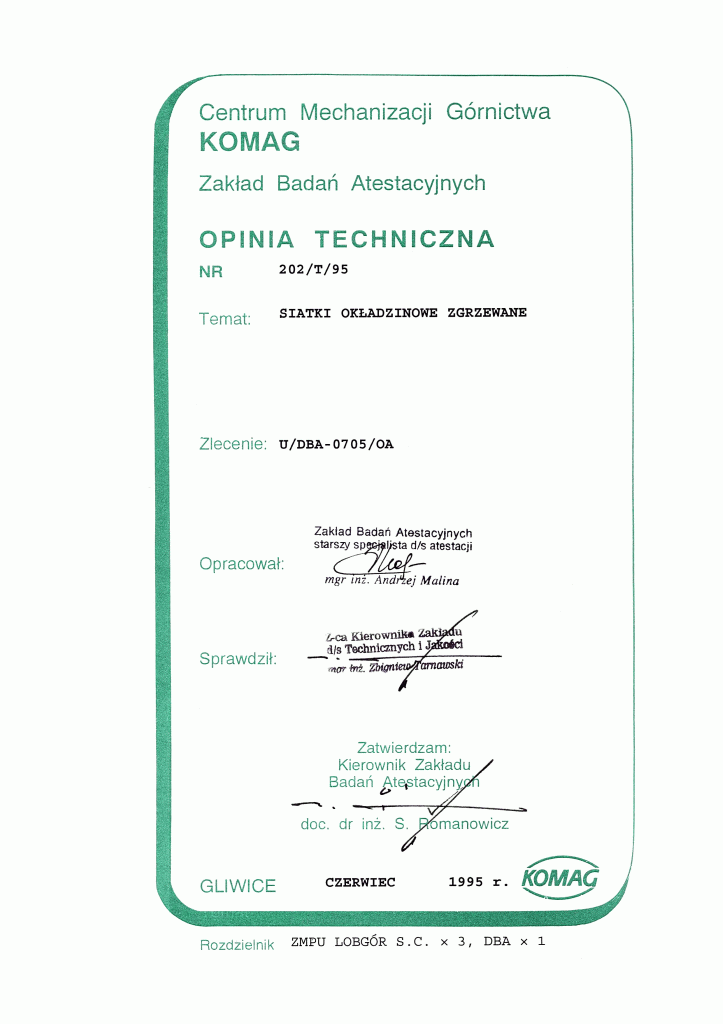 Centrum Mechanizacji Górnictwa
KOMAG
Zakład Badań Atestacyjnych
OPINIA TECHNICZNA
NR 202/T/95
Temat: SIATKI OKŁADZINOWE ZGRZEWANE
Zlecenie: U/DBA-0705/OA
Zakład Badań Atestacyjnych
starszy specjalista d/s atestacji
Opracował:
mgr inż. Andrzej Malina
Z-ca Kierownika Zakładu
d/s Technicznych i Jakości
Sprawdził:
mgr inż. Zbigniew Tarnawski
Zatwierdzam:
Kierownik Zakładu
Badań Atestacyjnych
doc. dr inż. S. Romanowicz
GLIWICE CZERWIEC 1995 r. KOMAG
Rozdzielnik ZMPU LOBGÓR S.C. × 3, DBA × 1